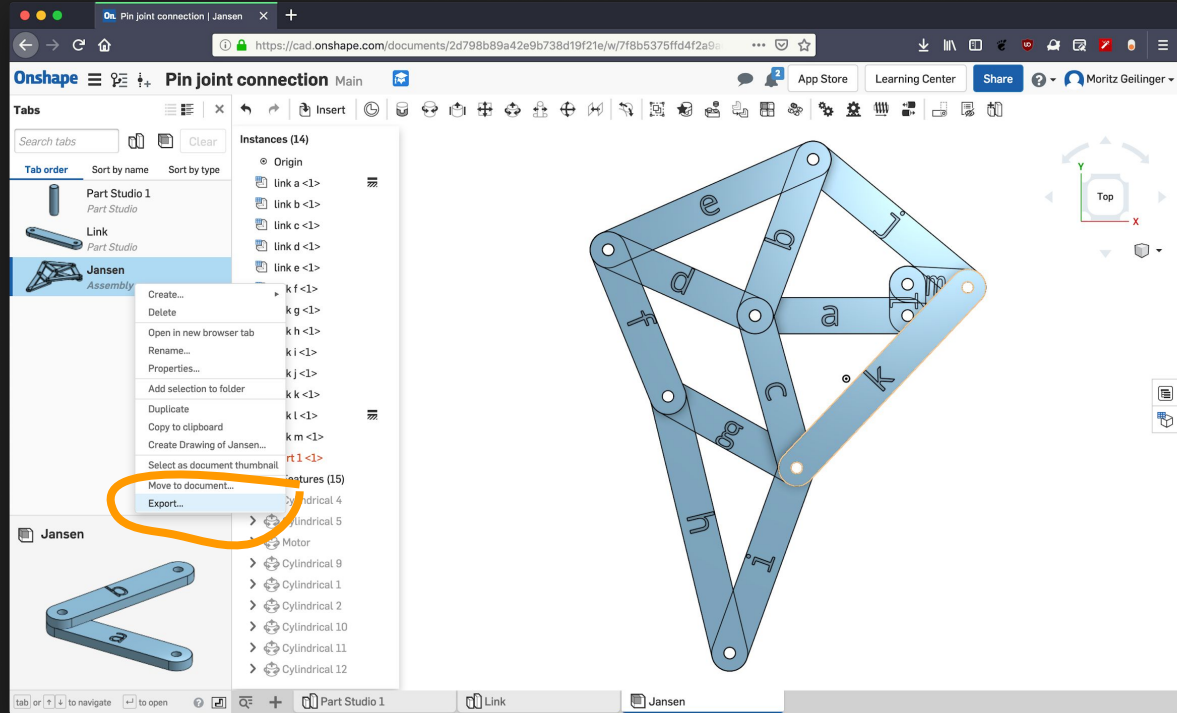 On. Pin joint connection | Jansen × +
https://cad.onshape.com/documents/2d798b89a42e9b738d19f21e/w/7f8b5375ffd4f2a9a
Onshape Pin joint connection Main
2
App Store Learning Center Share Moritz Geilinger
Tabs
Insert
Search tabs
Clear
Tab order Sort by name Sort by type
Part Studio 1
Part Studio
Link
Part Studio
Jansen
Assembly
Create...
Delete
Open in new browser tab
Rename...
Properties...
Add selection to folder
Duplicate
Copy to clipboard
Create Drawing of Jansen...
Select as document thumbnail
Move to document...
Export...
Instances (14)
Origin
link a <1>
link b <1>
link c <1>
link d <1>
link e <1>
k f <1>
k g <1>
k h <1>
k i <1>
k j <1>
k k <1>
k l <1>
k m <1>
rt 1 <1>
eatures (15)
Cylindrical 4
Cylindrical 5
Motor
Cylindrical 9
Cylindrical 1
Cylindrical 2
Cylindrical 10
Cylindrical 11
Cylindrical 12
e
b
j
d
m
l
a
f
k
c
g
h
i
Y
Top
X
Jansen
b
a
tab or ↑ ↓ to navigate ↵ to open
Part Studio 1
Link
Jansen